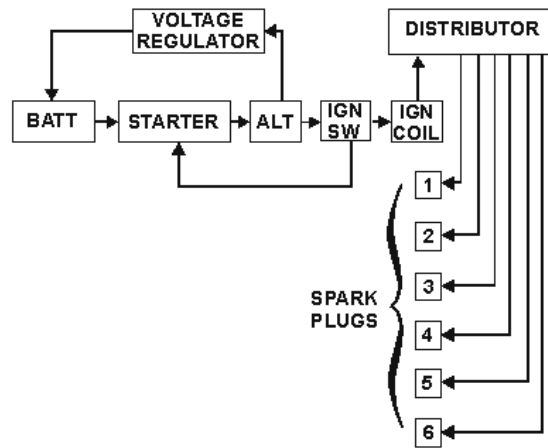 VOLTAGE
REGULATOR
DISTRIBUTOR
BATT
STARTER
ALT
IGN
SW
IGN
COIL
1
2
3
SPARK
PLUGS
4
5
6